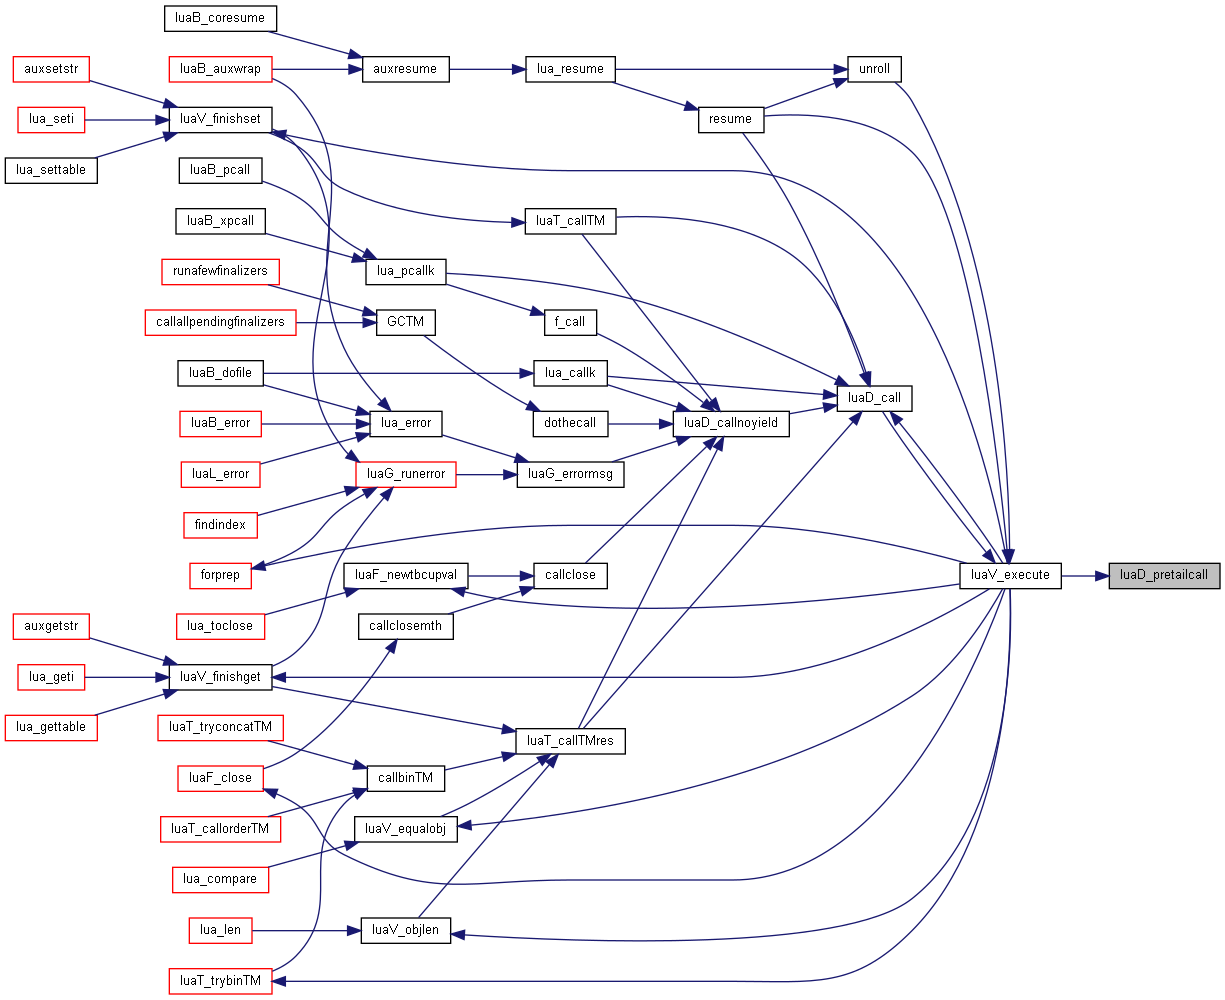 luaB_coresume
auxsetstr
luaB_auxwrap
auxresume
lua_resume
unroll
lua_seti
luaV_finishset
resume
lua_settable
luaB_pcall
luaB_xpcall
luaT_callTM
runafewfinalizers
lua_pcallk
callallpendingfinalizers
GCTM
f_call
luaB_dofile
lua_callk
luaD_call
luaB_error
lua_error
dothecall
luaD_callnoyield
luaL_error
luaG_runerror
luaG_errormsg
findindex
forprep
luaF_newtbcupval
callclose
luaV_execute
luaD_pretailcall
auxgetstr
lua_toclose
callclosemth
lua_geti
luaV_finishget
lua_gettable
luaT_tryconcatTM
luaT_callTMres
luaF_close
callbinTM
luaT_callorderTM
luaV_equalobj
lua_compare
lua_len
luaV_objlen
luaT_trybinTM